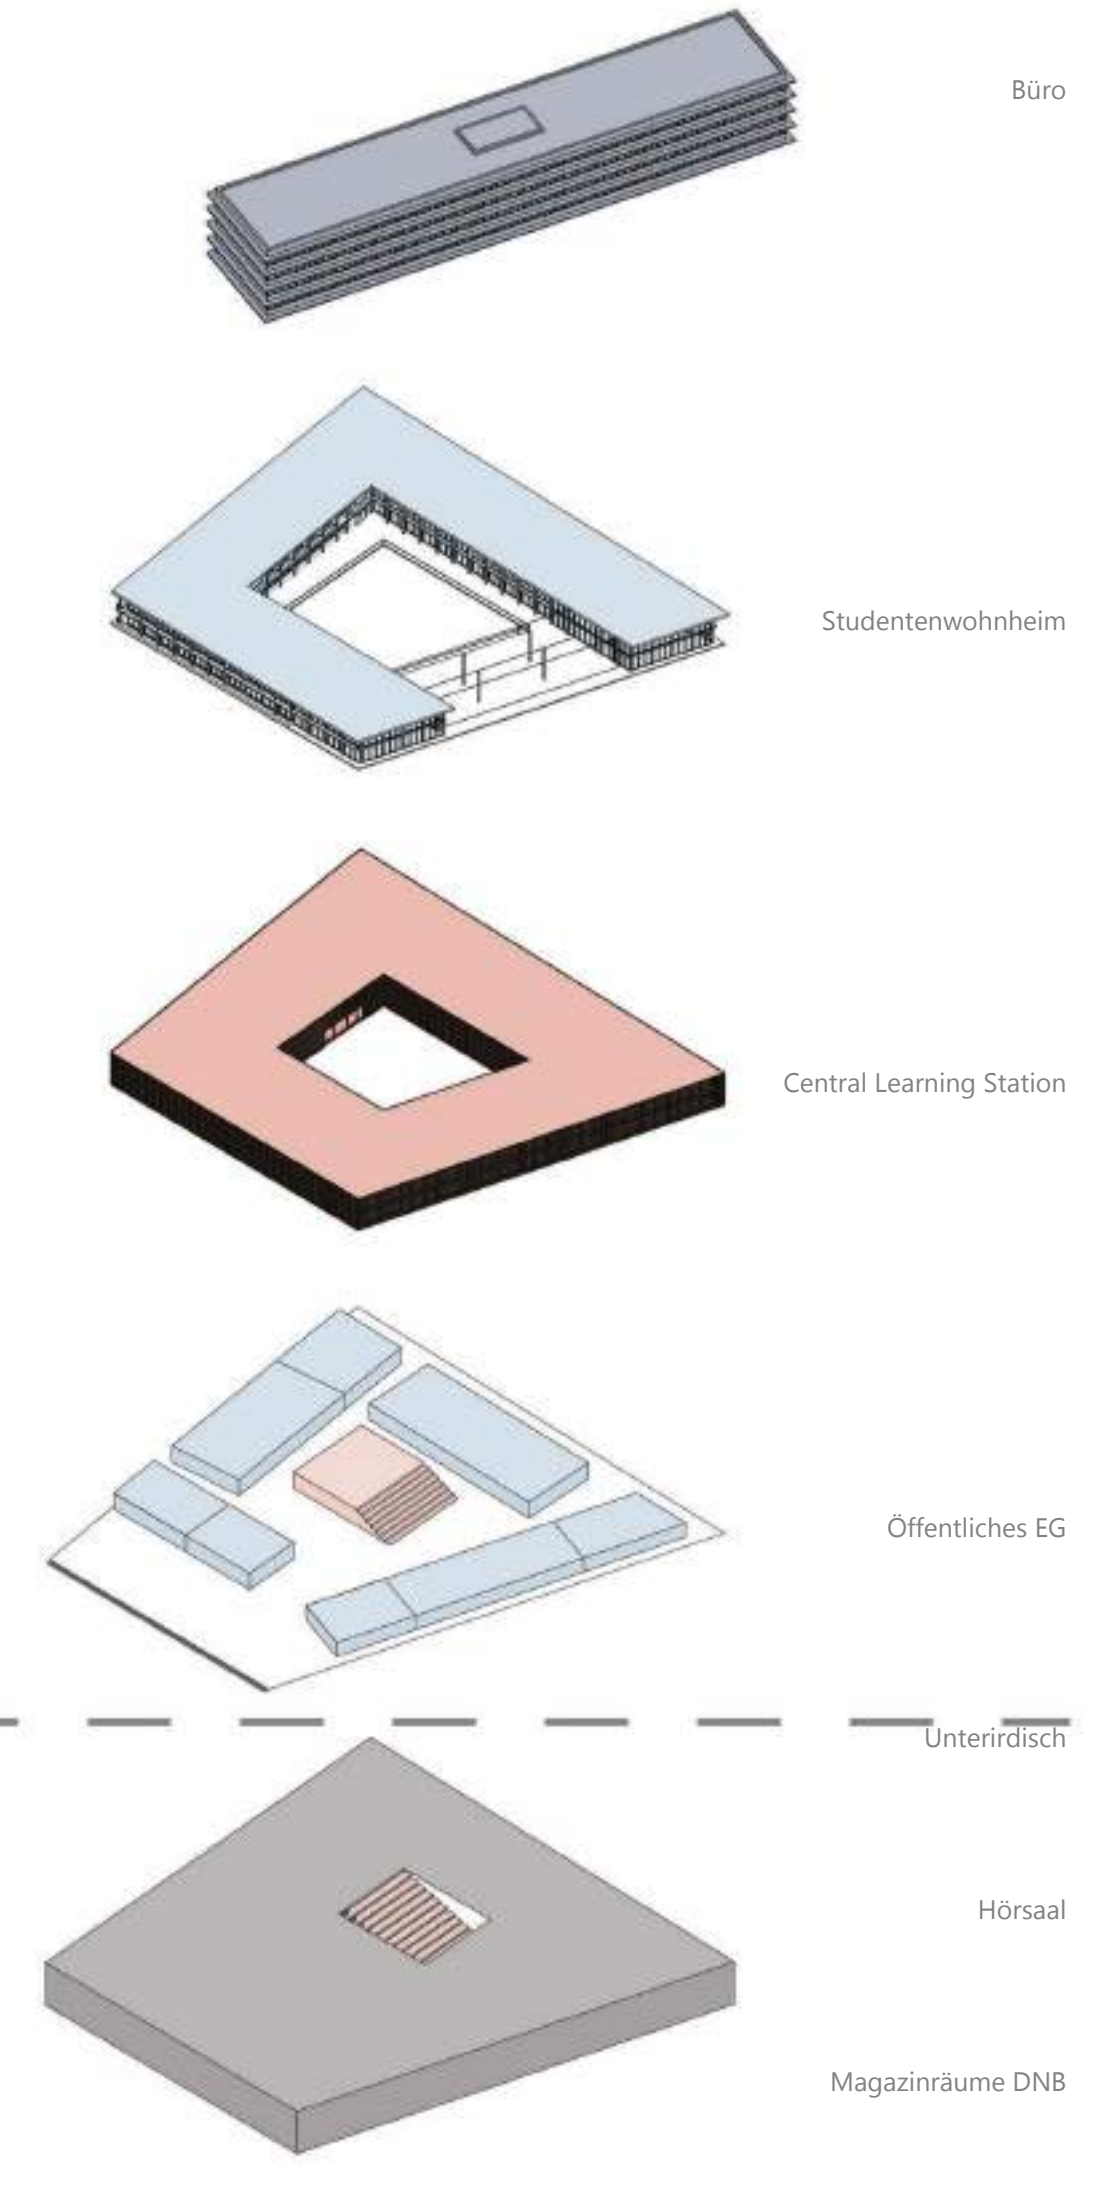 Büro
Studentenwohnheim
Central Learning Station
Öffentliches EG
Unterirdisch
Hörsaal
Magazinräume DNB